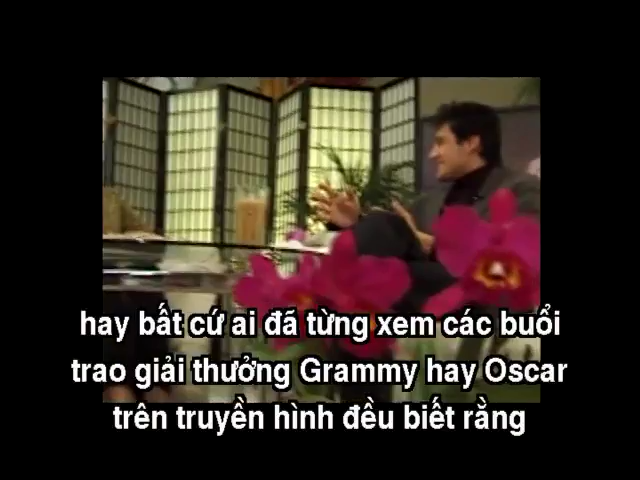 hay bất cứ ai đã từng xem các buổi
trao giải thưởng Grammy hay Oscar
trên truyền hình đều biết rằng